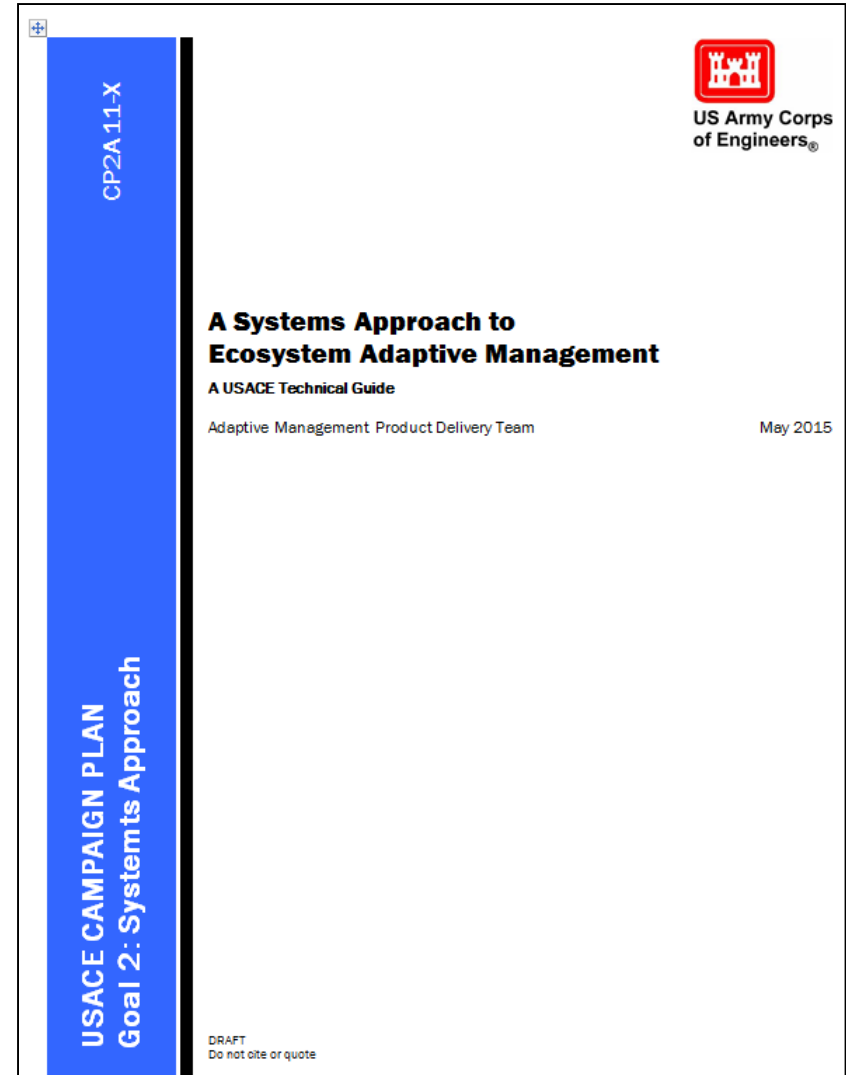 CP2A 11-X
US Army Corps
of Engineers®
A Systems Approach to
Ecosystem Adaptive Management
A USACE Technical Guide
Adaptive Management Product Delivery Team May 2015
USACE CAMPAIGN PLAN
Goal 2: Systemts Approach
DRAFT
Do not cite or quote